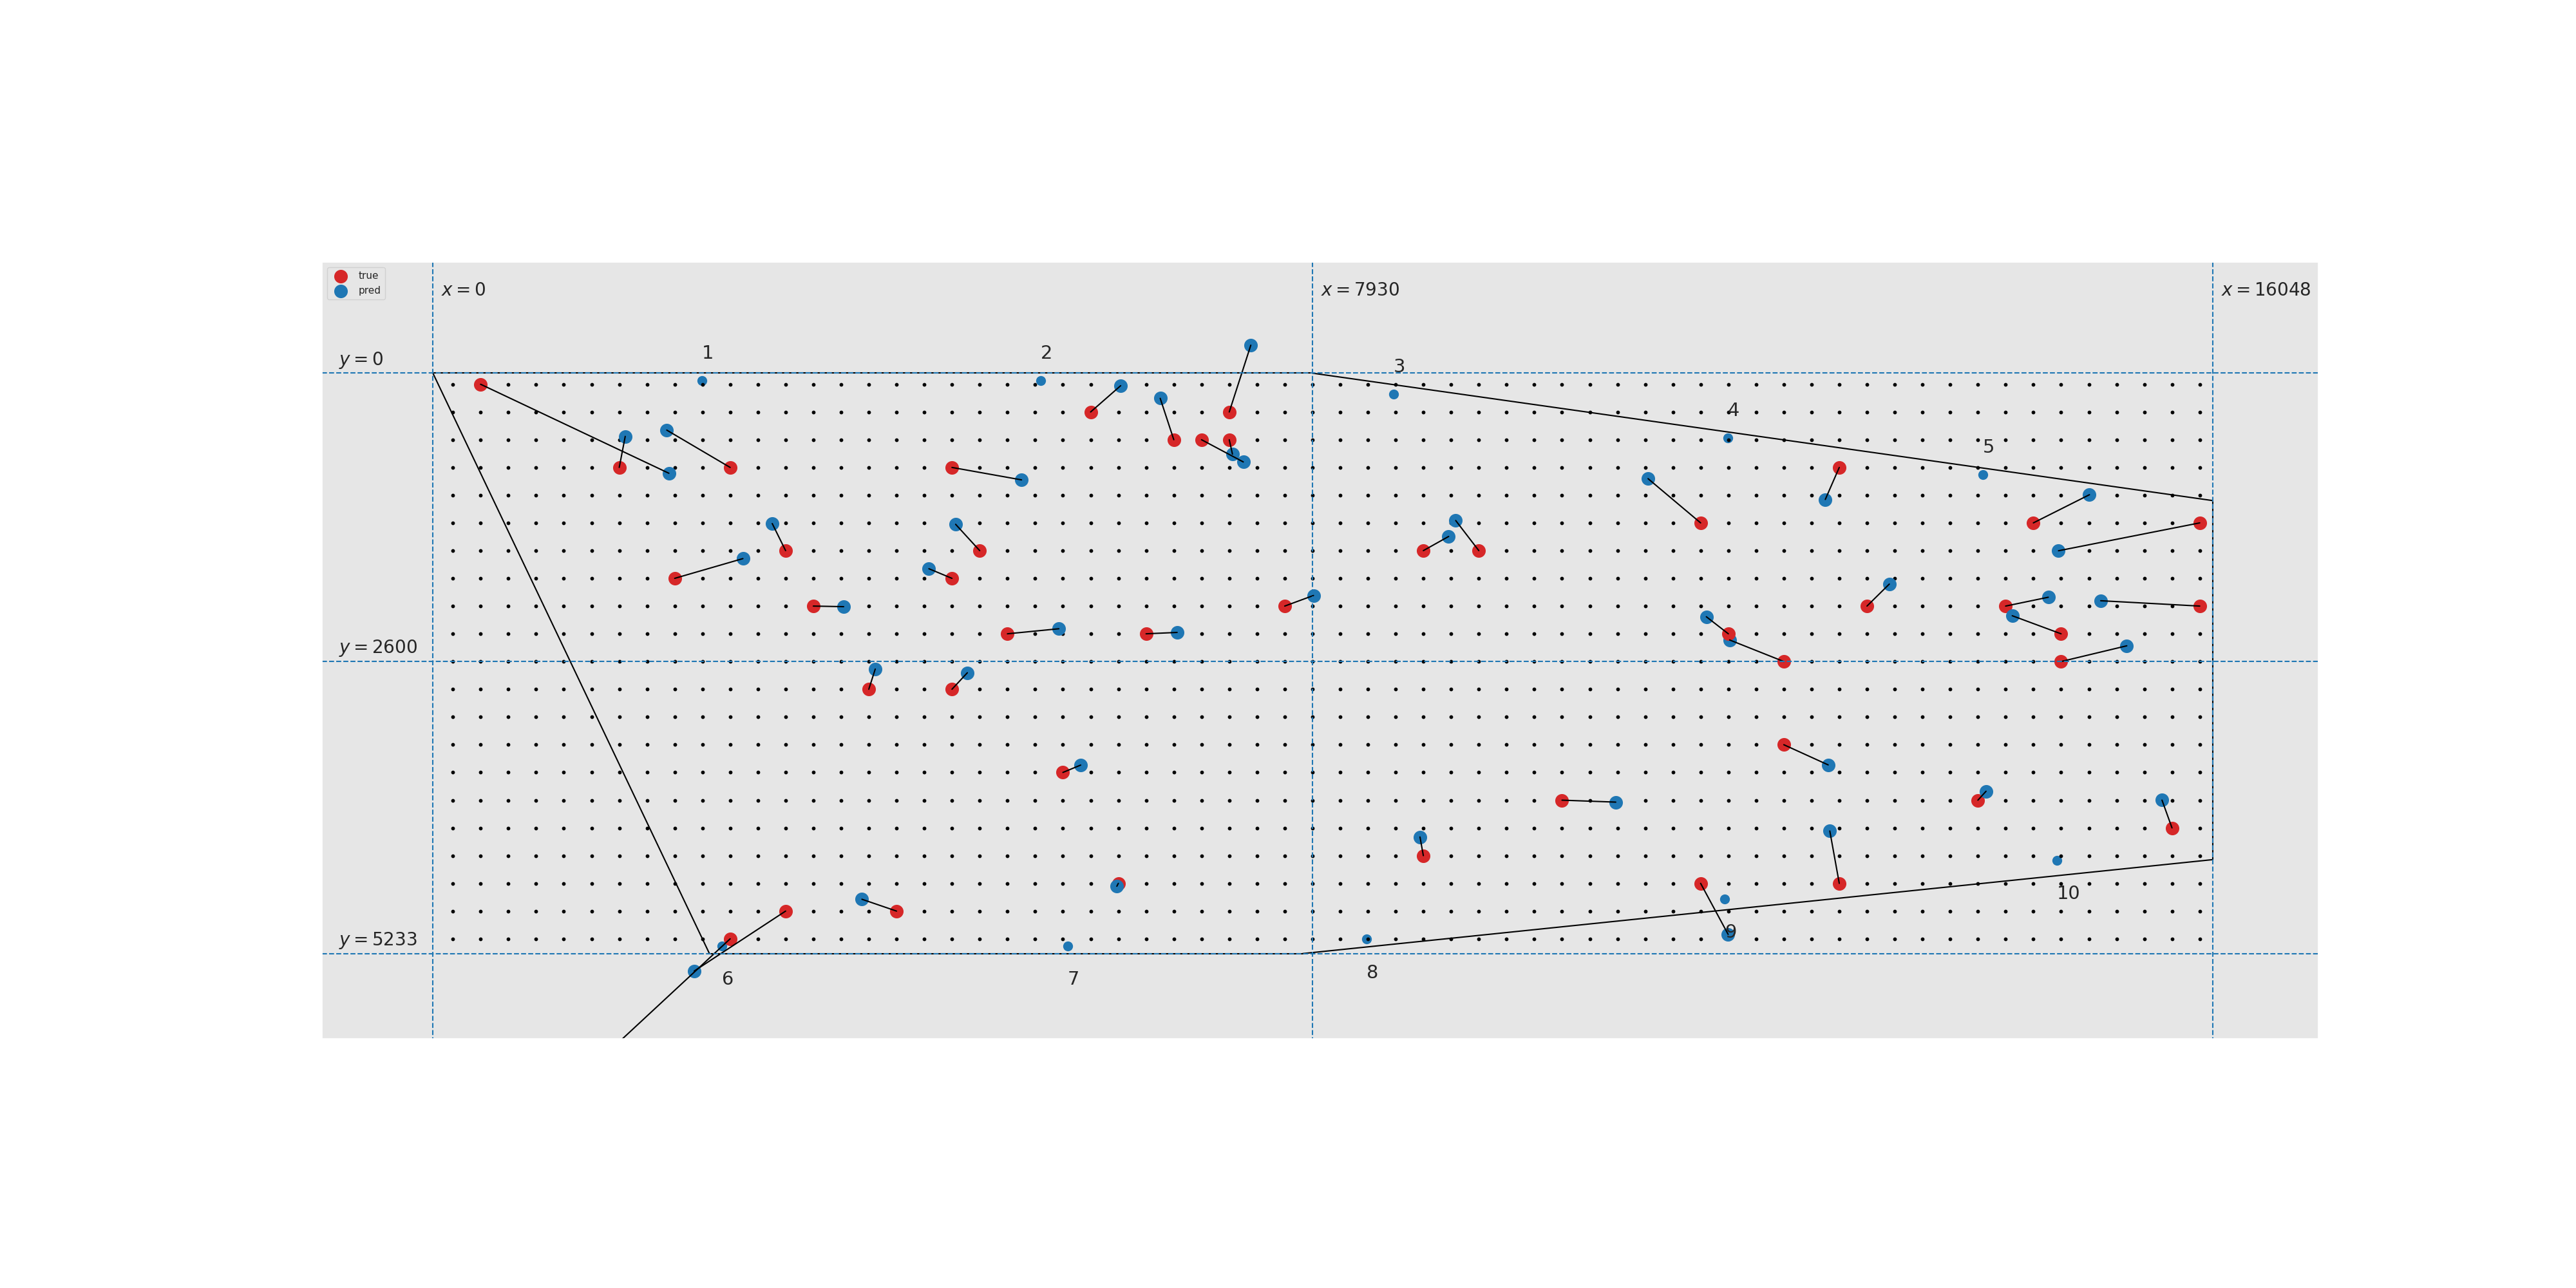 true
pred
x = 0
x = 7930
x = 16048
y = 0
1
2
3
4
5
y = 2600
10
9
y = 5233
6
7
8